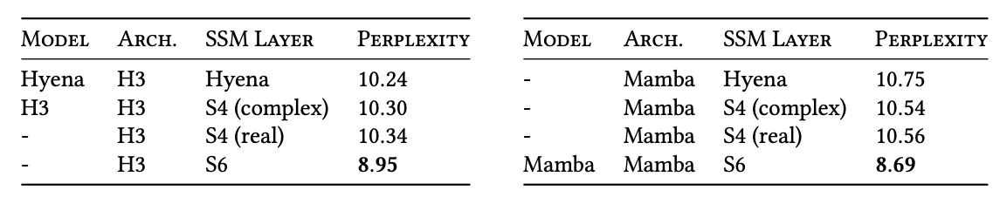 MODEL ARCH. SSM LAYER PERPLEXITY
Hyena H3 Hyena 10.24
H3 H3 S4 (complex) 10.30
- H3 S4 (real) 10.34
- H3 S6 8.95
MODEL ARCH. SSM LAYER PERPLEXITY
- Mamba Hyena 10.75
- Mamba S4 (complex) 10.54
- Mamba S4 (real) 10.56
Mamba Mamba S6 8.69